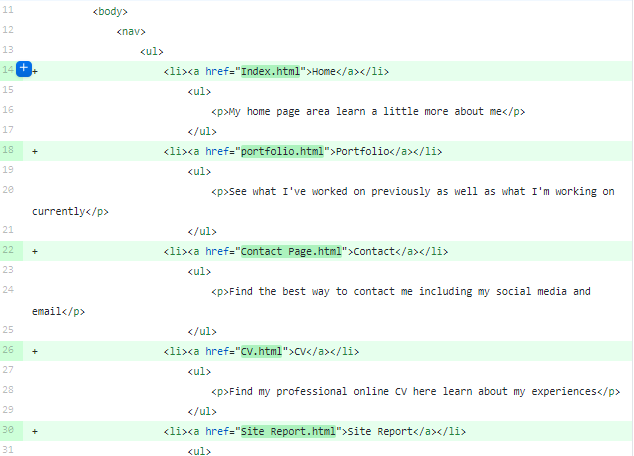 11 <body>
12 <nav>
13 <ul>
14 + + <li><a href="Index.html">Home</a></li>
15 <ul>
16 <p>My home page area learn a little more about me</p>
17 </ul>
18 + <li><a href="portfolio.html">Portfolio</a></li>
19 <ul>
20 <p>See what I've worked on previously as well as what I'm working on
currently</p>
21 </ul>
22 + <li><a href="Contact Page.html">Contact</a></li>
23 <ul>
24 <p>Find the best way to contact me including my social media and
email</p>
25 </ul>
26 + <li><a href="CV.html">CV</a></li>
27 <ul>
28 <p>Find my professional online CV here learn about my experiences</p>
29 </ul>
30 + <li><a href="Site Report.html">Site Report</a></li>
31 <ul>